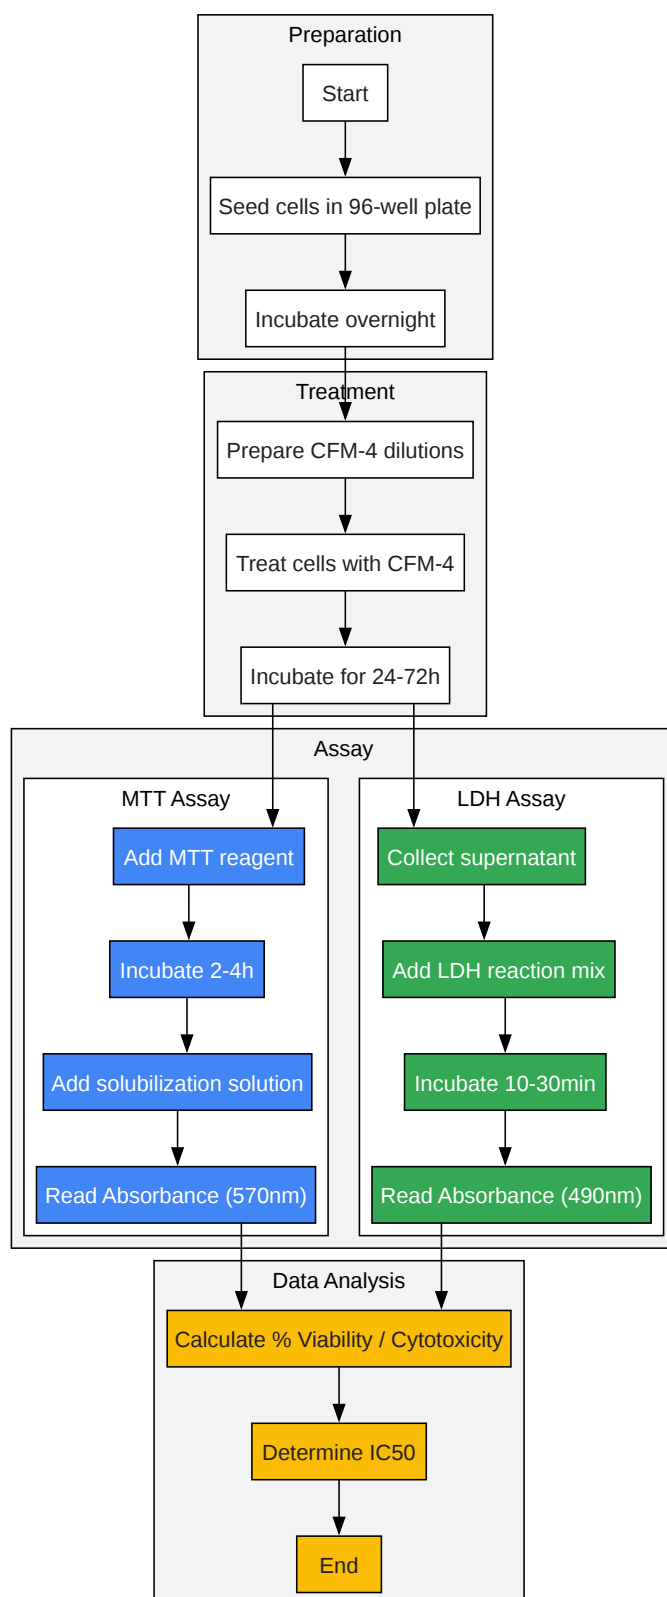 Preparation
Start
Seed cells in 96-well plate
Incubate overnight
Treatment
Prepare CFM-4 dilutions
Treat cells with CFM-4
Incubate for 24-72h
Assay
MTT Assay
Add MTT reagent
Incubate 2-4h
Add solubilization solution
Read Absorbance (570nm)
LDH Assay
Collect supernatant
Add LDH reaction mix
Incubate 10-30min
Read Absorbance (490nm)
Data Analysis
Calculate % Viability / Cytotoxicity
Determine IC50
End